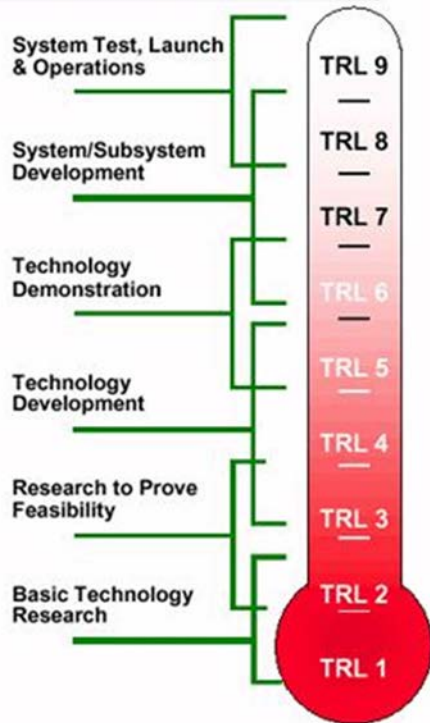 System Test, Launch
& Operations
System/Subsystem
Development
Technology
Demonstration
Technology
Development
Research to Prove
Feasibility
Basic Technology
Research
TRL 9
TRL 8
TRL 7
TRL 6
TRL 5
TRL 4
TRL 3
TRL 2
TRL 1